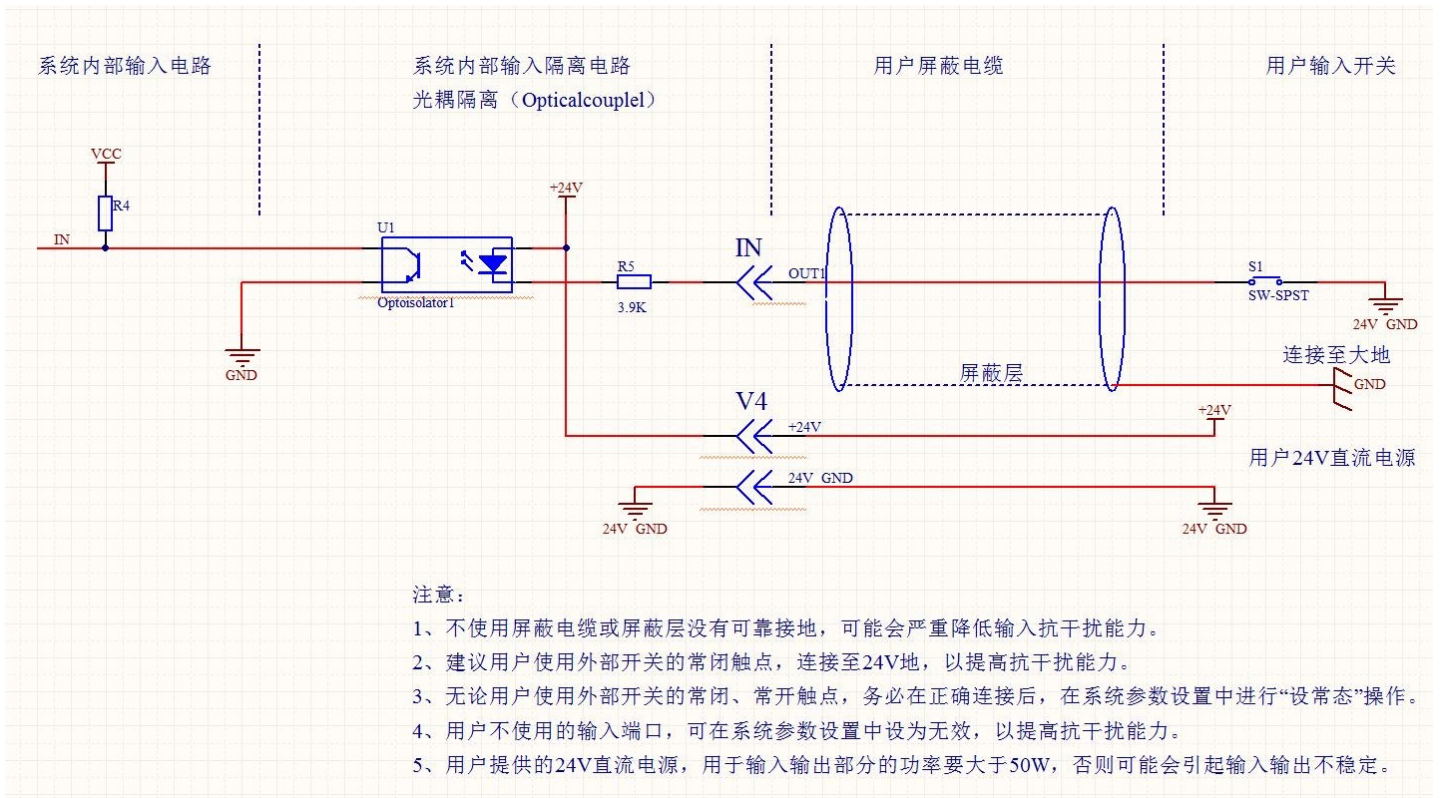 系统内部输入电路
系统内部输入隔离电路
光耦隔离（Opticalcouplel）
用户屏蔽电缆
用户输入开关
VCC
R4
IN
U1
Optoisolator1
GND
+24V
R5
3.9K
IN
OUT1
S1
SW-SPST
24V GND
连接至大地
GND
屏蔽层
V4
+24V
+24V
用户24V直流电源
24V GND
24V GND
24V GND
注意：
1、不使用屏蔽电缆或屏蔽层没有可靠接地，可能会严重降低输入抗干扰能力。
2、建议用户使用外部开关的常闭触点，连接至24V地，以提高抗干扰能力。
3、无论用户使用外部开关的常闭、常开触点，务必在正确连接后，在系统参数设置中进行“设常态”操作。
4、用户不使用的输入端口，可在系统参数设置中设为无效，以提高抗干扰能力。
5、用户提供的24V直流电源，用于输入输出部分的功率要大于50W，否则可能会引起输入输出不稳定。